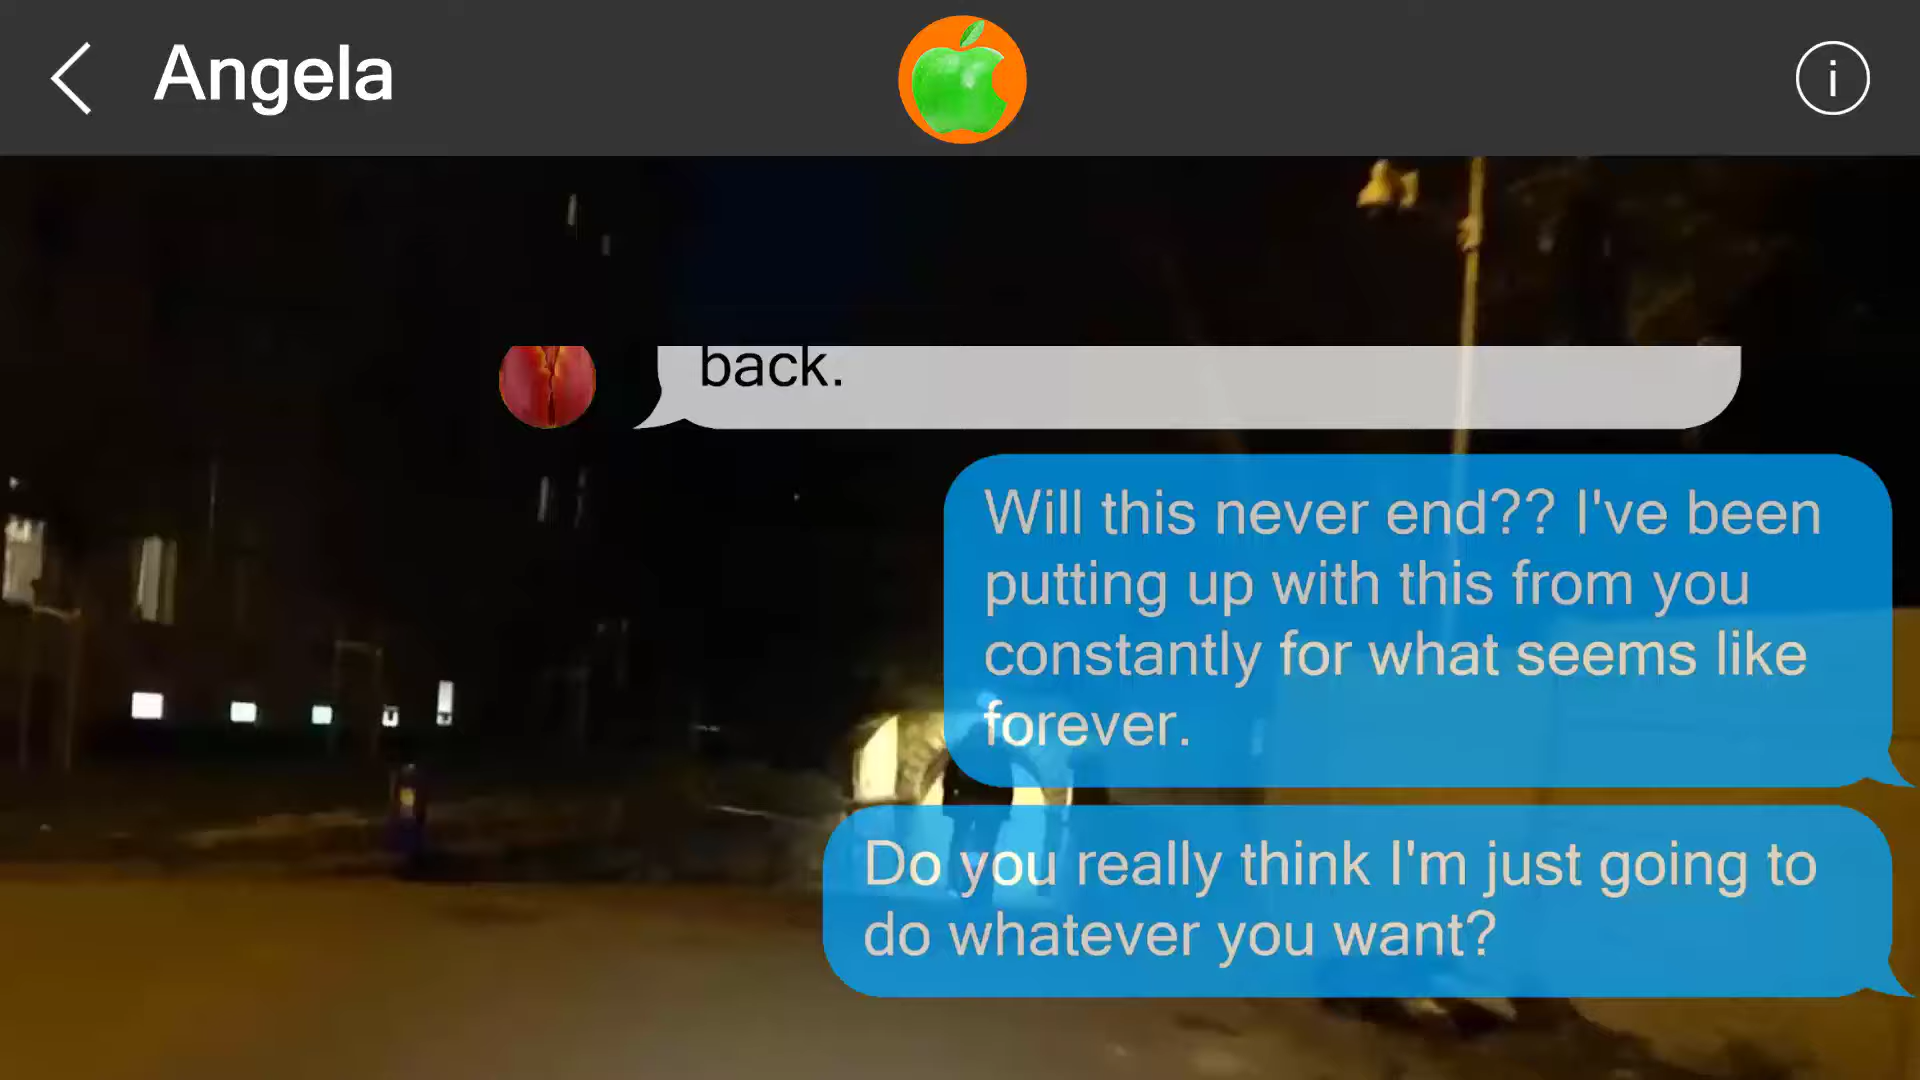 Angela
back.
Will this never end?? I've been
putting up with this from you
constantly for what seems like
forever.
Do you really think I'm just going to
do whatever you want?